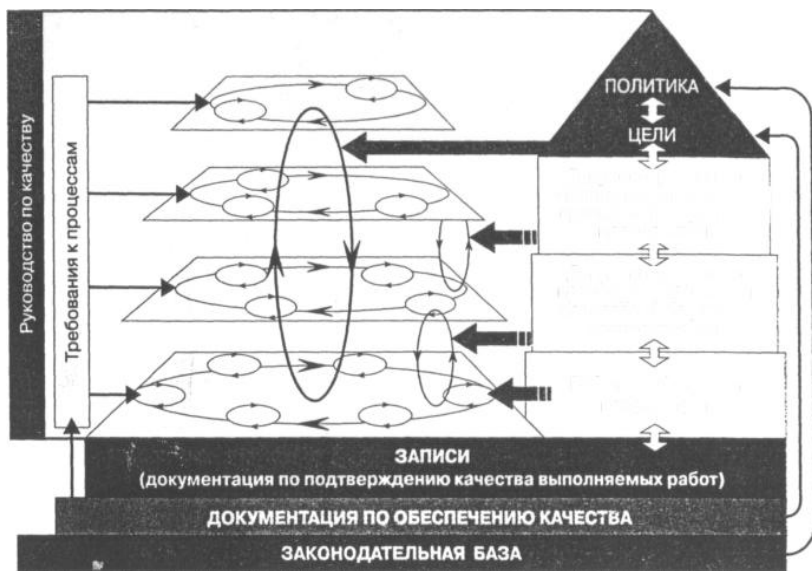 Руководство по качеству
Требования к процессам
ПОЛИТИКА
ЦЕЛИ
ЗАПИСИ
(документация по подтверждению качества выполняемых работ)
ДОКУМЕНТАЦИЯ ПО ОБЕСПЕЧЕНИЮ КАЧЕСТВА
ЗАКОНОДАТЕЛЬНАЯ БАЗА